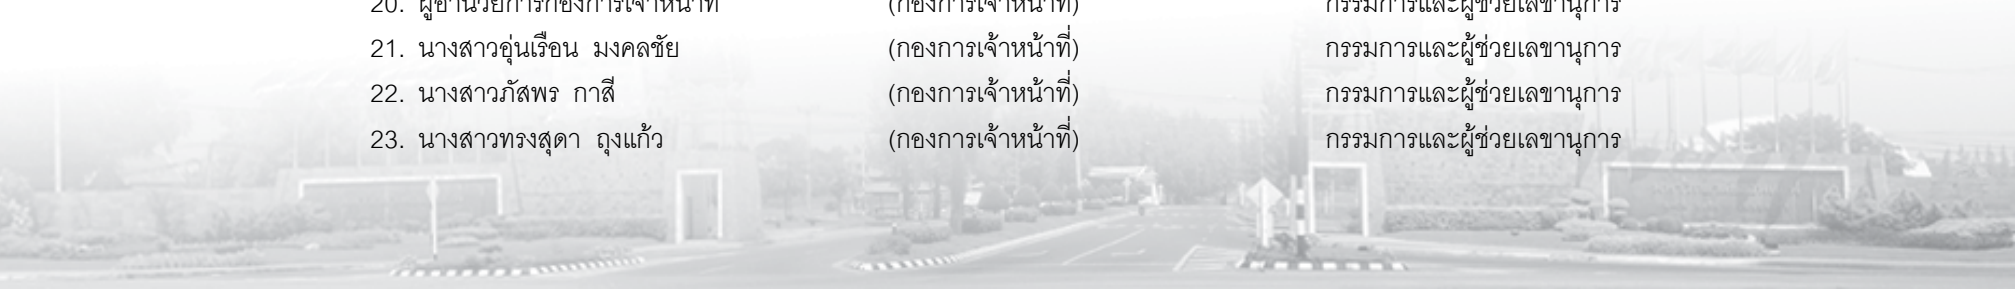 20. ผู้อำนวยการกองการเจ้าหน้าที่ (กองการเจ้าหน้าที่) กรรมการและผู้ช่วยเลขานุการ
21. นางสาวอุ่นเรือน มงคลชัย (กองการเจ้าหน้าที่) กรรมการและผู้ช่วยเลขานุการ
22. นางสาวภัสพร กาสี (กองการเจ้าหน้าที่) กรรมการและผู้ช่วยเลขานุการ
23. นางสาวทรงสุดา ถุงแก้ว (กองการเจ้าหน้าที่) กรรมการและผู้ช่วยเลขานุการ